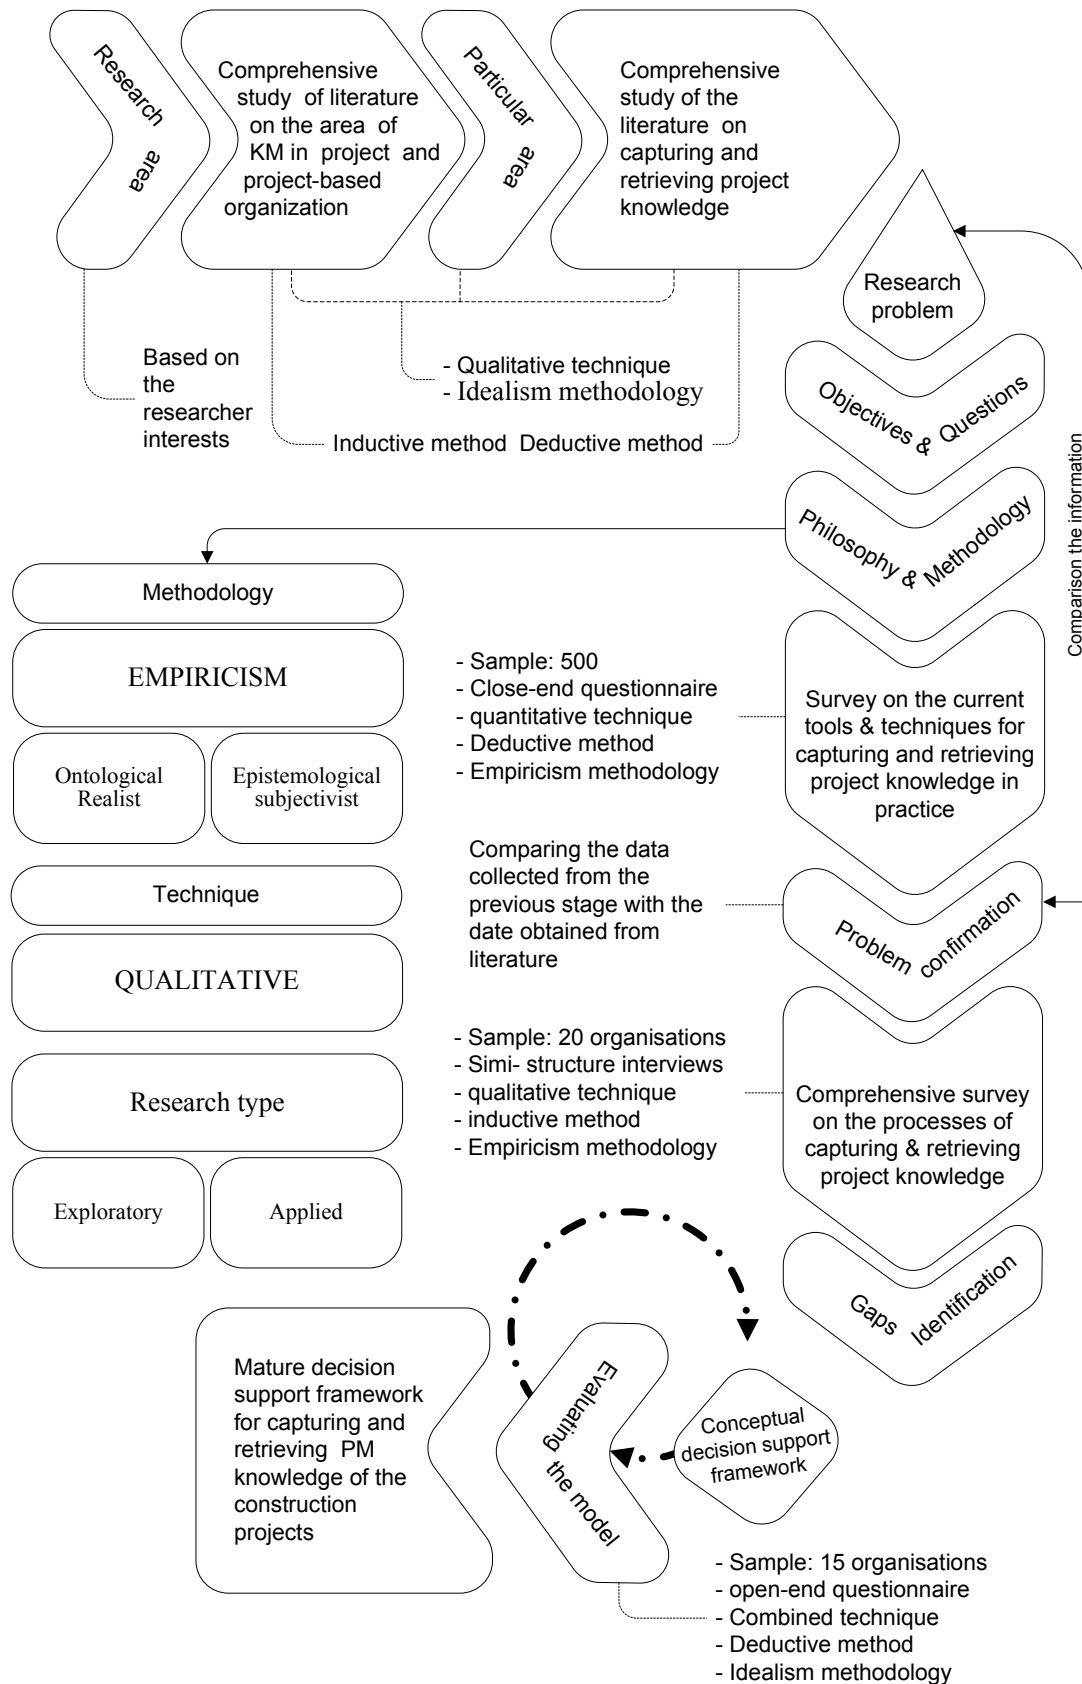 Research area
Comprehensive
study of literature
on the area of
KM in project and
project-based
organization
Particular area
Comprehensive
study of the
literature on
capturing and
retrieving project
knowledge
Research
problem
Based on
the
researcher
interests
- Qualitative technique
- Idealism methodology
Inductive method Deductive method
Objectives & Questions
Comparison the information
Philosophy & Methodology
Methodology
EMPIRICISM
Ontological
Realist
Epistemological
subjectivist
Technique
QUALITATIVE
Research type
Exploratory
Applied
- Sample: 500
- Close-end questionnaire
- quantitative technique
- Deductive method
- Empiricism methodology
Survey on the current
tools & techniques for
capturing and retrieving
project knowledge in
practice
Comparing the data
collected from the
previous stage with the
date obtained from
literature
Problem confirmation
- Sample: 20 organisations
- Simi- structure interviews
- qualitative technique
- inductive method
- Empiricism methodology
Comprehensive survey
on the processes of
capturing & retrieving
project knowledge
Gaps Identification
Conceptual
decision support
framework
Evaluating
the model
Mature decision
support framework
for capturing and
retrieving PM
knowledge of the
construction
projects
- Sample: 15 organisations
- open-end questionnaire
- Combined technique
- Deductive method
- Idealism methodology